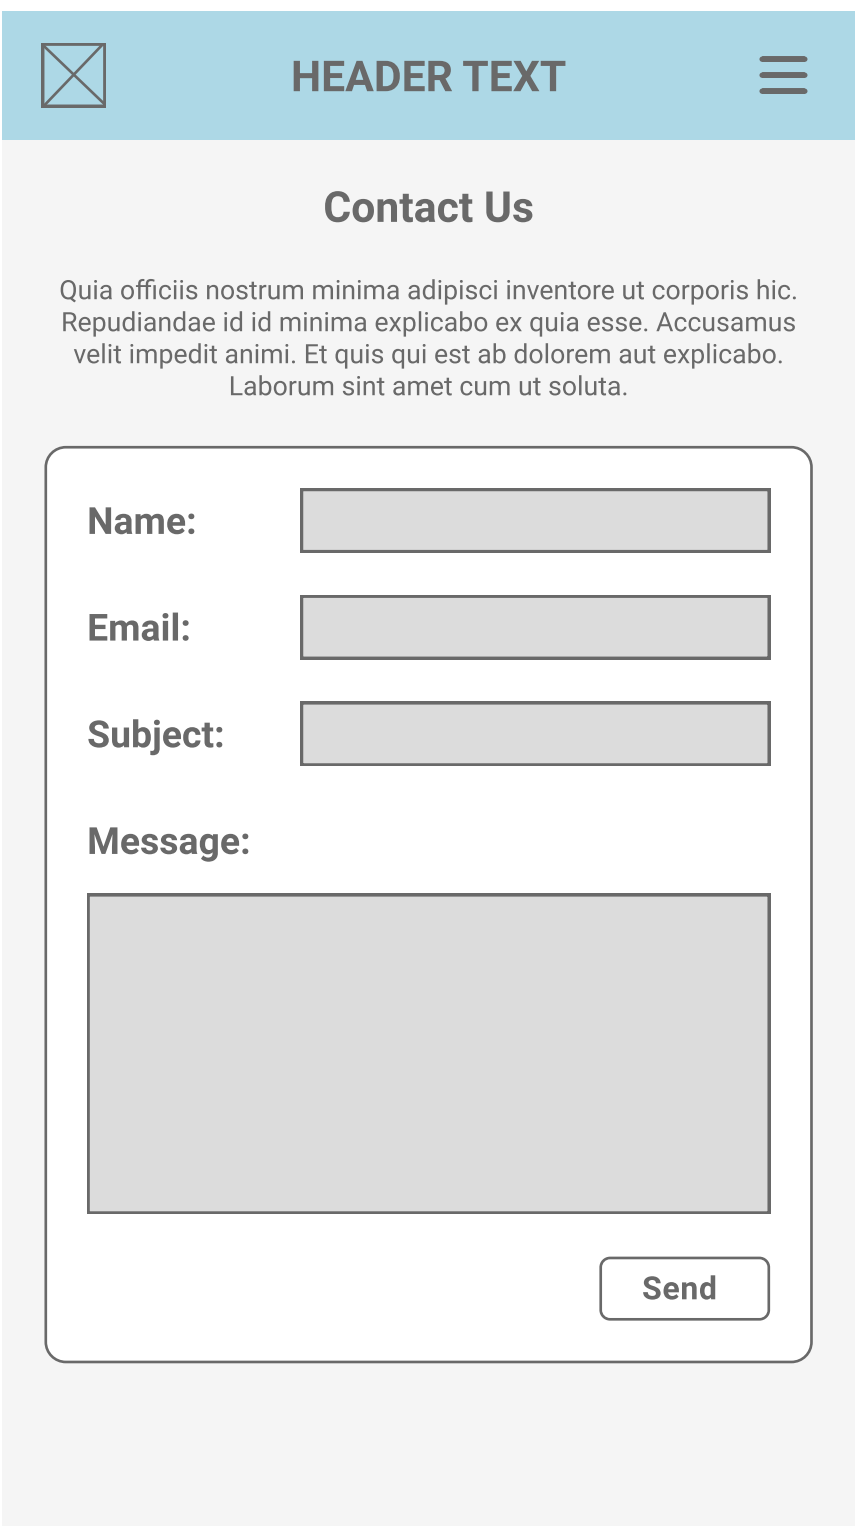 HEADER TEXT
Contact Us
Quia officiis nostrum minima adipisci inventore ut corporis hic.
Repudiandae id id minima explicabo ex quia esse. Accusamus
velit impedit animi. Et quis qui est ab dolorem aut explicabo.
Laborum sint amet cum ut soluta.
Name:
Email:
Subject:
Message:
Send